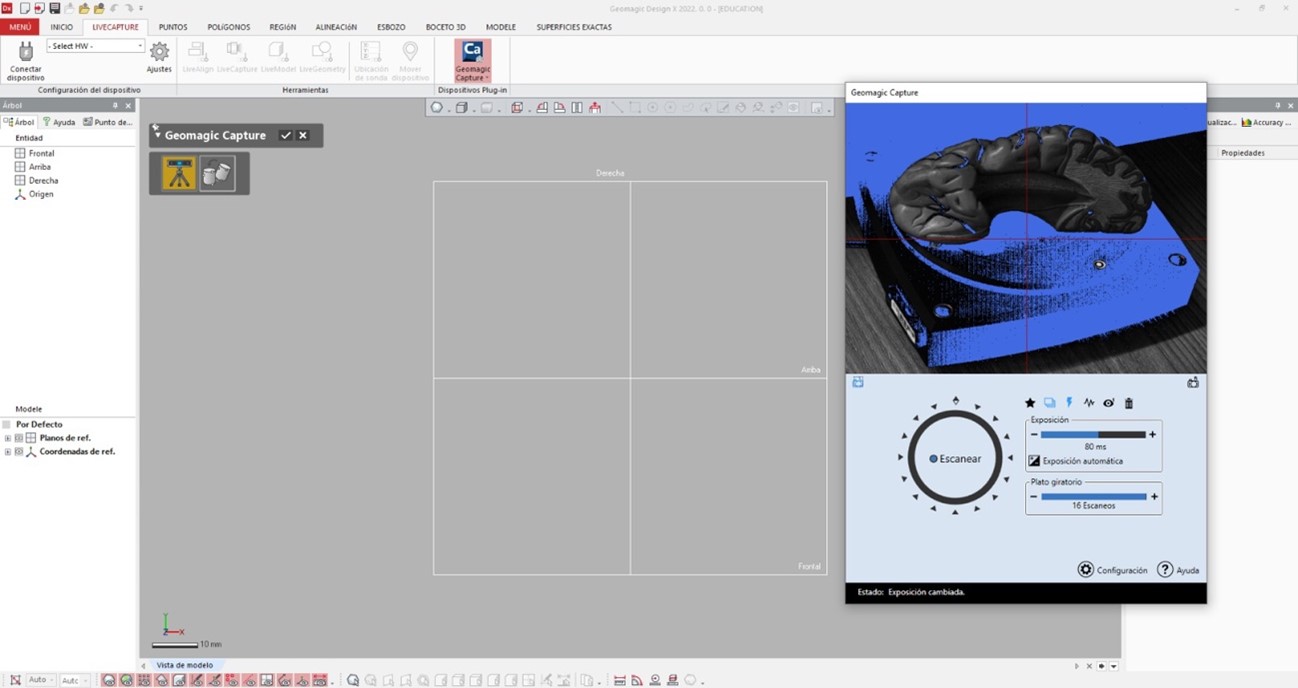 Geomagic Design 3 2022. 0. 0 - [EDUCATION]
MENÚ INICIO LIVECAPTURE PUNTOS POLÍGONOS REGIÓN ALINEACIÓN ESBOZO BOCETO 3D MODELE SUPERFICIES EXACTAS
- Select HW -
Conectar dispositivo
Ajustes
LiveAlign LiveCapture LiveModel LiveGeometry
Ubicación de sonda
Mover dispositivo
Ca
Geomagic Capture
Configuración del dispositivo
Herramientas
Dispositivos Plug-in
Árbol
Árbol Ayuda Punto de...
Entidad
Frontal
Arriba
Derecha
Origen
Modele
Por Defecto
Planos de ref.
Coordenadas de ref.
Geomagic Capture
Derecha
Arriba
Frontal
Y
Z X
10 mm
Vista de modelo
Auto
Autc
Geomagic Capture
Escanear
Exposición
80 ms
Exposición automática
Plato giratorio
16 Escaneos
Configuración
Ayuda
Estado: Exposición cambiada.
ualizac... Accuracy ...
Propiedades